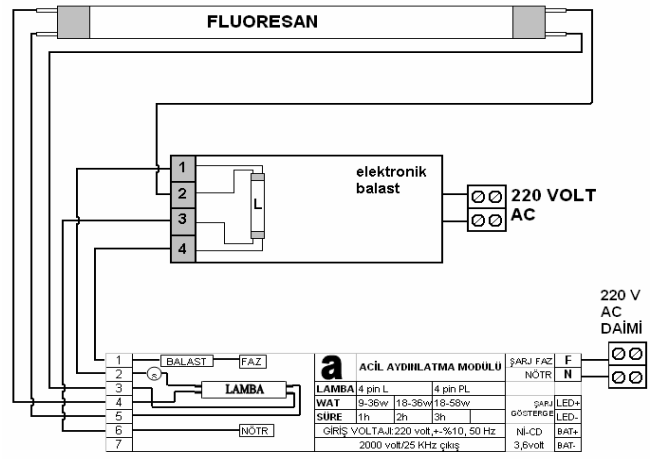 FLUORESAN
1
2
3
4
L
elektronik
balast
220 VOLT
AC
220 V
AC
DAİMİ
1
2
3
4
5
6
7
BALAST
FAZ
LAMBA
NÖTR
a
ACİL AYDINLATMA MODÜLÜ
LAMBA 4 pin L 4 pin PL
WAT 9-36w 18-36w 18-58w
SÜRE 1h 2h 3h
GİRİŞ VOLTAJI:220 volt,+-%10, 50 Hz
2000 volt/25 KHz çıkış
ŞARJ FAZ F
NÖTR N
ŞARJ LED+
GÖSTERGE LED-
Nİ-CD BAT+
3,6volt BAT-